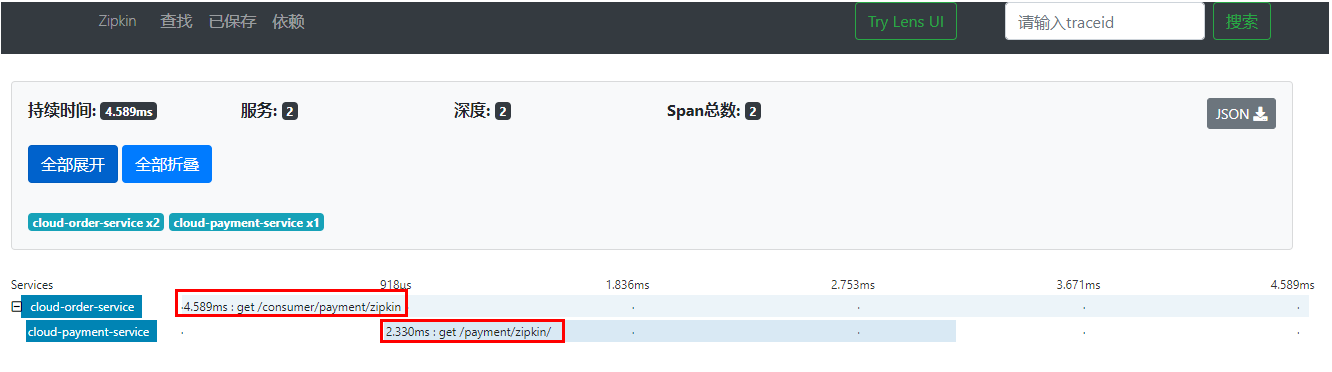 Zipkin 查找 已保存 依赖 Try Lens UI 请输入traceid 搜索
持续时间: 4.589ms 服务: 2 深度: 2 Span总数: 2 JSON
全部展开 全部折叠
cloud-order-service x2 cloud-payment-service x1
Services 918μs 1.836ms 2.753ms 3.671ms 4.589ms
cloud-order-service 4.589ms : get /consumer/payment/zipkin
cloud-payment-service 2.330ms : get /payment/zipkin/